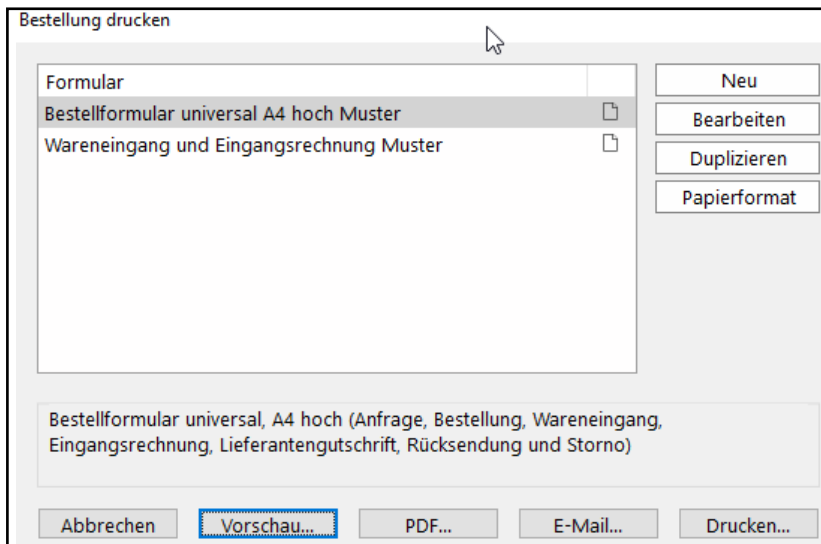 Bestellung drucken
Formular
Neu
Bestellformular universal A4 hoch Muster
Bearbeiten
Wareneingang und Eingangsrechnung Muster
Duplizieren
Papierformat
Bestellformular universal, A4 hoch (Anfrage, Bestellung, Wareneingang,
Eingangsrechnung, Lieferantengutschrift, Rücksendung und Storno)
Abbrechen
Vorschau...
PDF...
E-Mail...
Drucken...